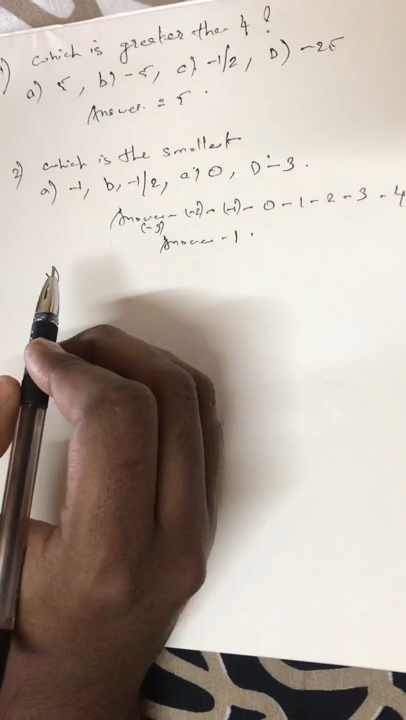 1) which is greater than 4 ?
a) 5, b) -5, c) -1/2, D) -25
Answer = 5.
2) which is the smallest
a) -1, b, -1/2, c) 0, D -3.
Answer - (-2) - (-1) - 0 - 1 - 2 - 3 - 4
(-3)
Answer - 1.